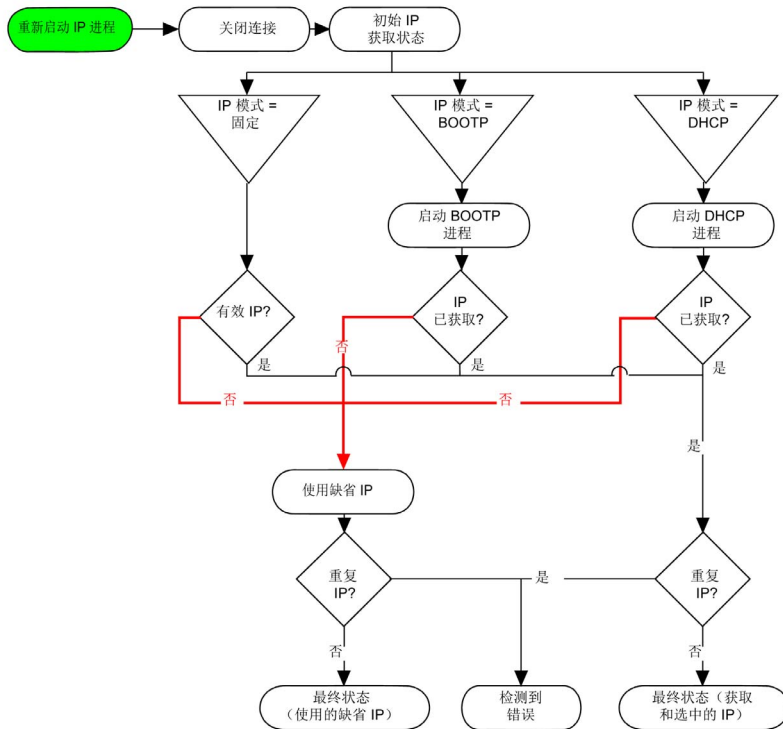 重新启动 IP 进程
关闭连接
初始 IP
获取状态
IP 模式 =
固定
IP 模式 =
BOOTP
IP 模式 =
DHCP
启动 BOOTP
进程
启动 DHCP
进程
有效 IP?
IP
已获取?
IP
已获取?
否
是
是
是
否
否
是
使用缺省 IP
重复
IP?
是
重复
IP?
否
否
最终状态
（使用的缺省 IP）
检测到
错误
最终状态（获取
和选中的 IP）